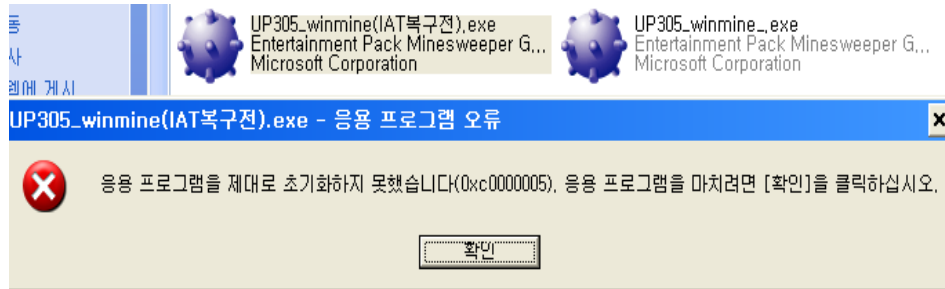 동
사
웹에 게시
UP305_winmine(IAT복구전).exe
Entertainment Pack Minesweeper G...
Microsoft Corporation
UP305_winmine_.exe
Entertainment Pack Minesweeper G...
Microsoft Corporation
UP305_winmine(IAT복구전).exe - 응용 프로그램 오류
응용 프로그램을 제대로 초기화하지 못했습니다(0xc0000005). 응용 프로그램을 마치려면 [확인]을 클릭하십시오.
확인